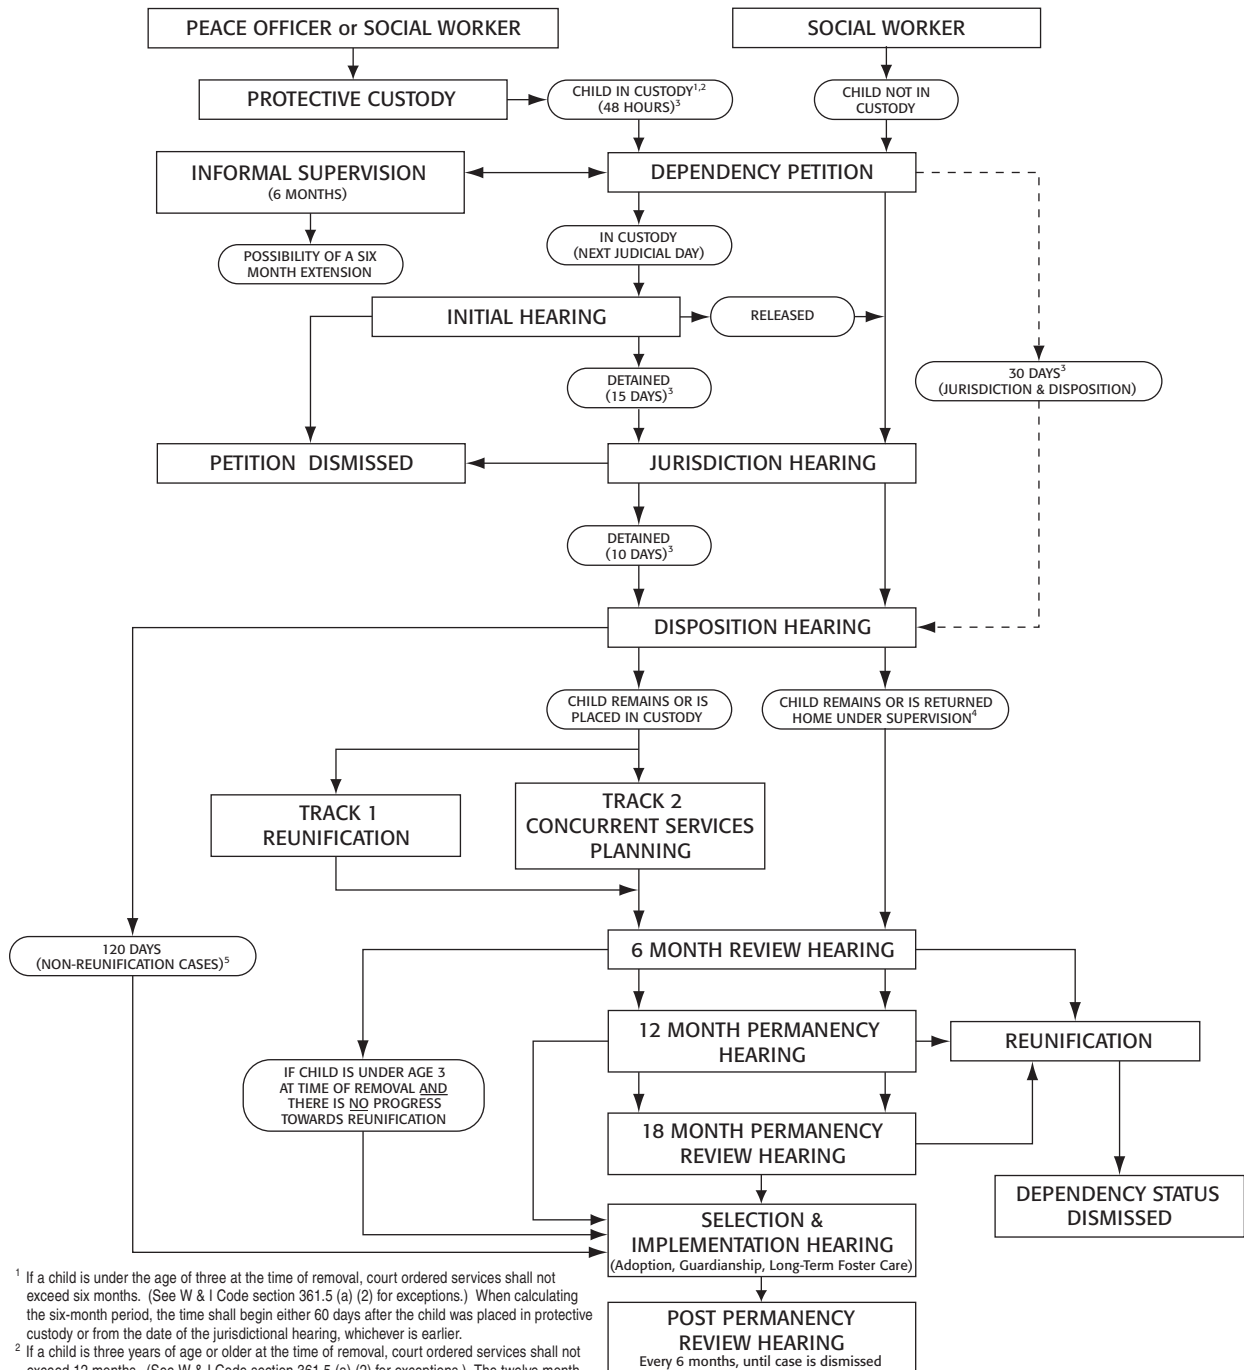 PEACE OFFICER or SOCIAL WORKER
SOCIAL WORKER
PROTECTIVE CUSTODY
CHILD IN CUSTODY1,2
(48 HOURS)3
CHILD NOT IN
CUSTODY
INFORMAL SUPERVISION
(6 MONTHS)
DEPENDENCY PETITION
POSSIBILITY OF A SIX
MONTH EXTENSION
IN CUSTODY
(NEXT JUDICIAL DAY)
INITIAL HEARING
RELEASED
DETAINED
(15 DAYS)3
30 DAYS3
(JURISDICTION & DISPOSITION)
PETITION DISMISSED
JURISDICTION HEARING
DETAINED
(10 DAYS)3
DISPOSITION HEARING
CHILD REMAINS OR IS
PLACED IN CUSTODY
CHILD REMAINS OR IS RETURNED
HOME UNDER SUPERVISION4
TRACK 1
REUNIFICATION
TRACK 2
CONCURRENT SERVICES
PLANNING
120 DAYS
(NON-REUNIFICATION CASES)5
6 MONTH REVIEW HEARING
12 MONTH PERMANENCY
HEARING
REUNIFICATION
IF CHILD IS UNDER AGE 3
AT TIME OF REMOVAL AND
THERE IS NO PROGRESS
TOWARDS REUNIFICATION
18 MONTH PERMANENCY
REVIEW HEARING
DEPENDENCY STATUS
DISMISSED
SELECTION &
IMPLEMENTATION HEARING
(Adoption, Guardianship, Long-Term Foster Care)
POST PERMANENCY
REVIEW HEARING
Every 6 months, until case is dismissed
1 If a child is under the age of three at the time of removal, court ordered services shall not
exceed six months. (See W & I Code section 361.5 (a) (2) for exceptions.) When calculating
the six-month period, the time shall begin either 60 days after the child was placed in protective
custody or from the date of the jurisdictional hearing, whichever is earlier.
2 If a child is three years of age or older at the time of removal, court ordered services shall not
exceed 12 months. (See W & I Code section 361.5 (a) (2) for exceptions.) The twelve month